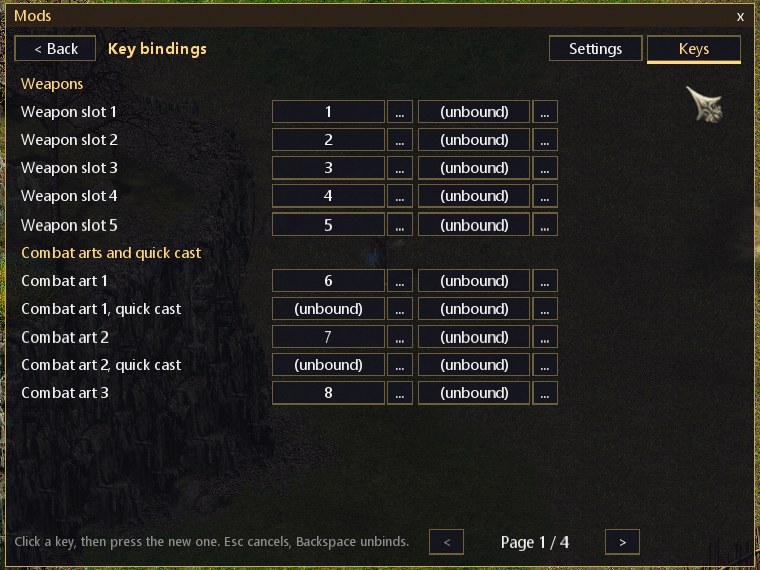 Mods x
< Back Key bindings Settings Keys
Weapons
Weapon slot 1 1 ... (unbound) ...
Weapon slot 2 2 ... (unbound) ...
Weapon slot 3 3 ... (unbound) ...
Weapon slot 4 4 ... (unbound) ...
Weapon slot 5 5 ... (unbound) ...
Combat arts and quick cast
Combat art 1 6 ... (unbound) ...
Combat art 1, quick cast (unbound) ... (unbound) ...
Combat art 2 7 ... (unbound) ...
Combat art 2, quick cast (unbound) ... (unbound) ...
Combat art 3 8 ... (unbound) ...
Click a key, then press the new one. Esc cancels, Backspace unbinds. < Page 1 / 4 >